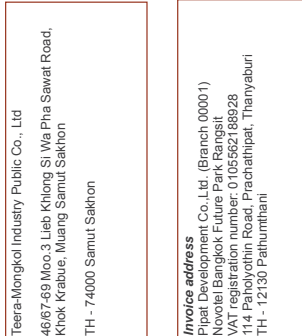 Teera-Mongkol Industry Public Co., Ltd
46/67-69 Moo.3 Lieb Khlong Si Wa Pha Sawat Road,
Khok Krabue, Muang Samut Sakhon
TH - 74000 Samut Sakhon
Invoice address
Pipat Development Co.,Ltd. (Branch 00001)
Novotel Bangkok Future Park Rangsit
VAT registration number: 0105562188928
114 Paholyothin Road, Prachathipat, Thanyaburi
TH - 12130 Pathumthani